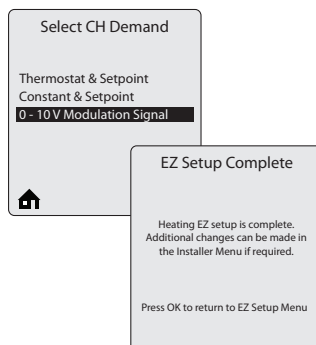 Select CH Demand
Thermostat & Setpoint
Constant & Setpoint
0 - 10 V Modulation Signal
EZ Setup Complete
Heating EZ setup is complete.
Additional changes can be made in
the Installer Menu if required.
Press OK to return to EZ Setup Menu